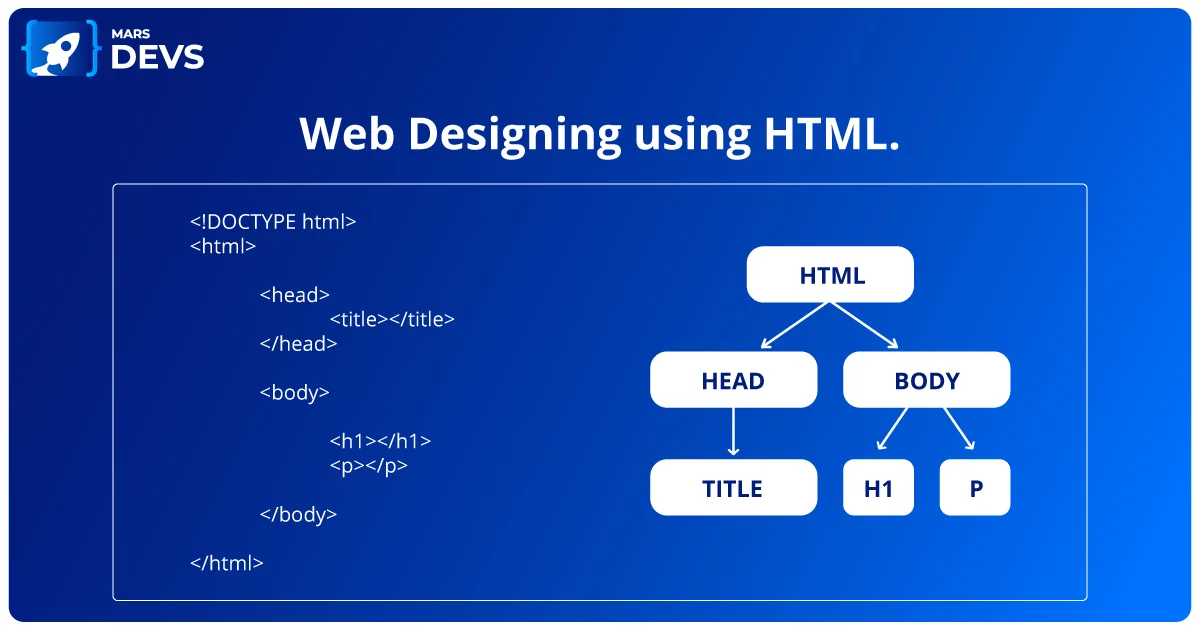 MARS
DEVS
Web Designing using HTML.
<!DOCTYPE html>
<html>
<head>
<title></title>
</head>
<body>
<h1></h1>
<p></p>
</body>
</html>
HTML
HEAD BODY
TITLE H1 P